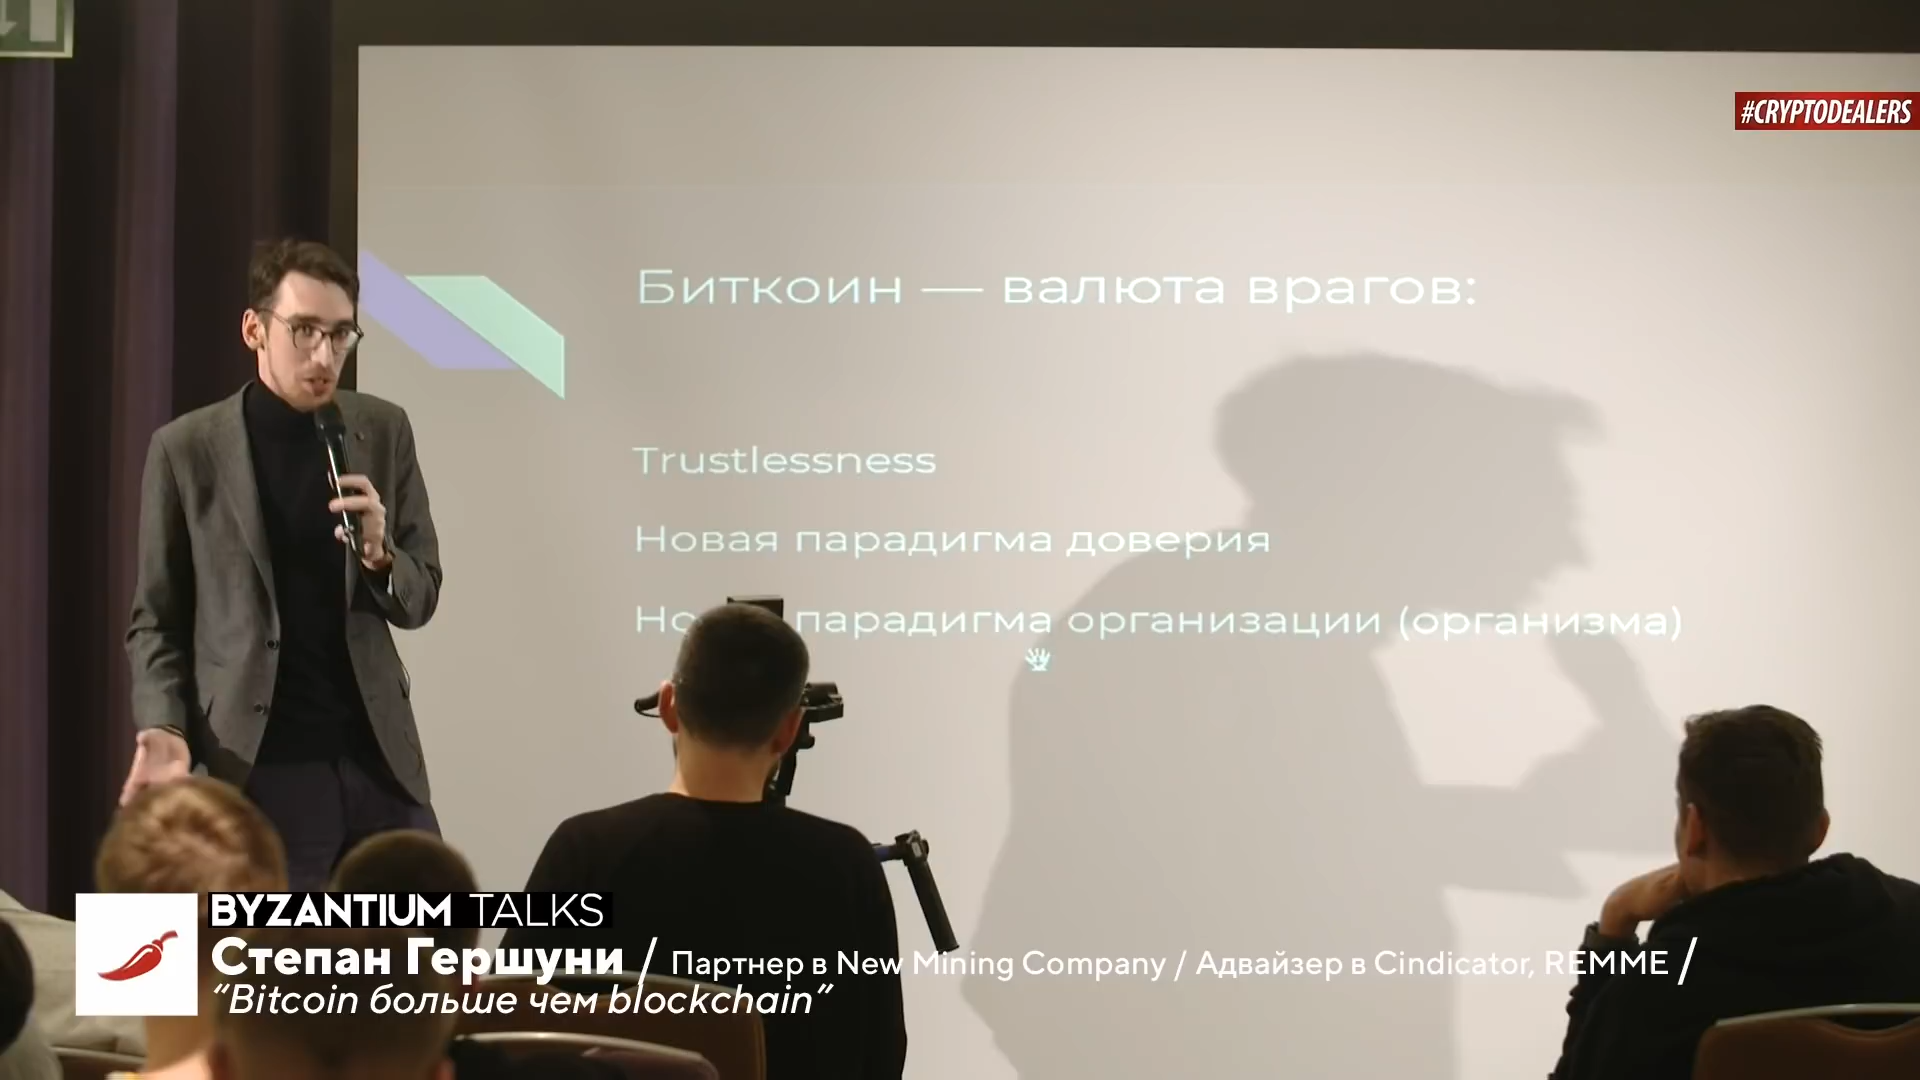 #CRYPTODEALERS
Биткоин — валюта врагов:
Trustlessness
Новая парадигма доверия
парадигма организации (организма)
BYZANTIUM TALKS
Степан Гершуни / Партнер в New Mining Company / Адвайзер в Cindicator, REMME /
“Bitcoin больше чем blockchain”